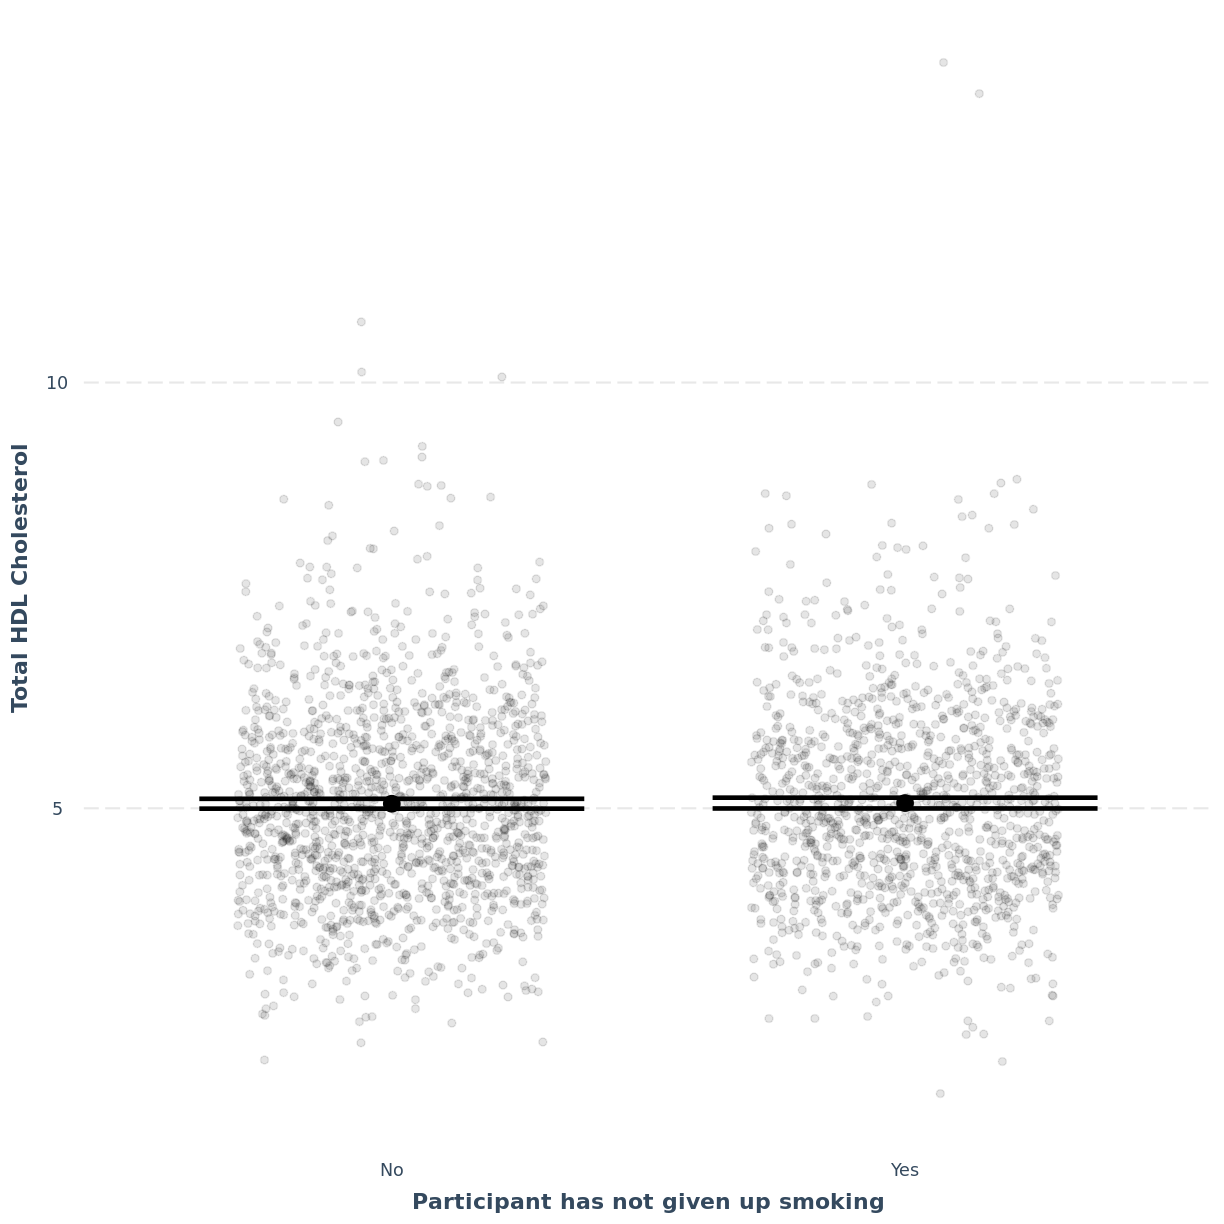 10
5
Total HDL Cholesterol
No
Yes
Participant has not given up smoking